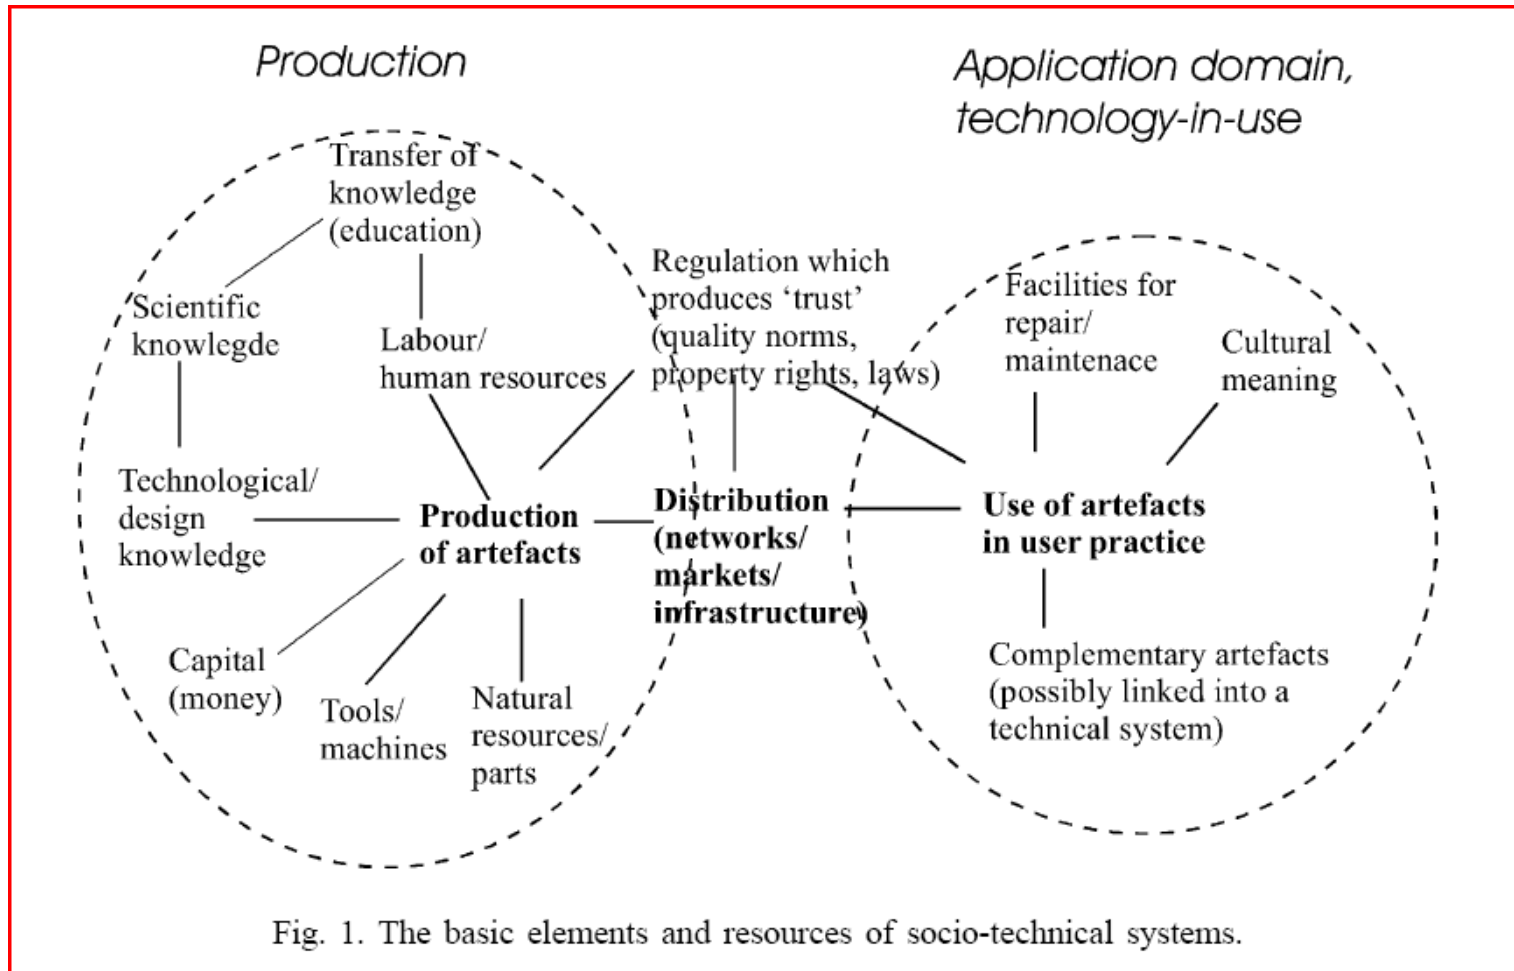 Production
Application domain,
technology-in-use
Transfer of
knowledge
(education)
Scientific
knowlegde
Labour/
human resources
Regulation which
produces ‘trust’
(quality norms,
property rights, laws)
Facilities for
repair/
maintenace
Cultural
meaning
Technological/
design
knowledge
Production
of artefacts
Distribution
(networks/
markets/
infrastructure)
Use of artefacts
in user practice
Capital
(money)
Tools/
machines
Natural
resources/
parts
Complementary artefacts
(possibly linked into a
technical system)
Fig. 1. The basic elements and resources of socio-technical systems.